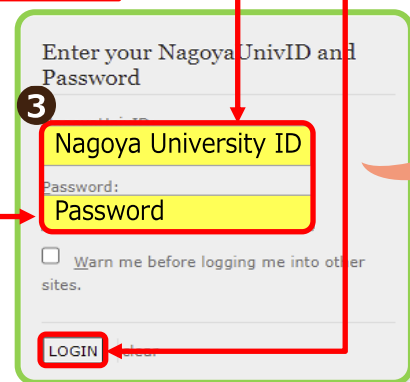 Enter your NagoyaUnivID and
Password
3
Nagoya University ID
Password:
Password
Warn me before logging me into other
sites.
LOGIN clear